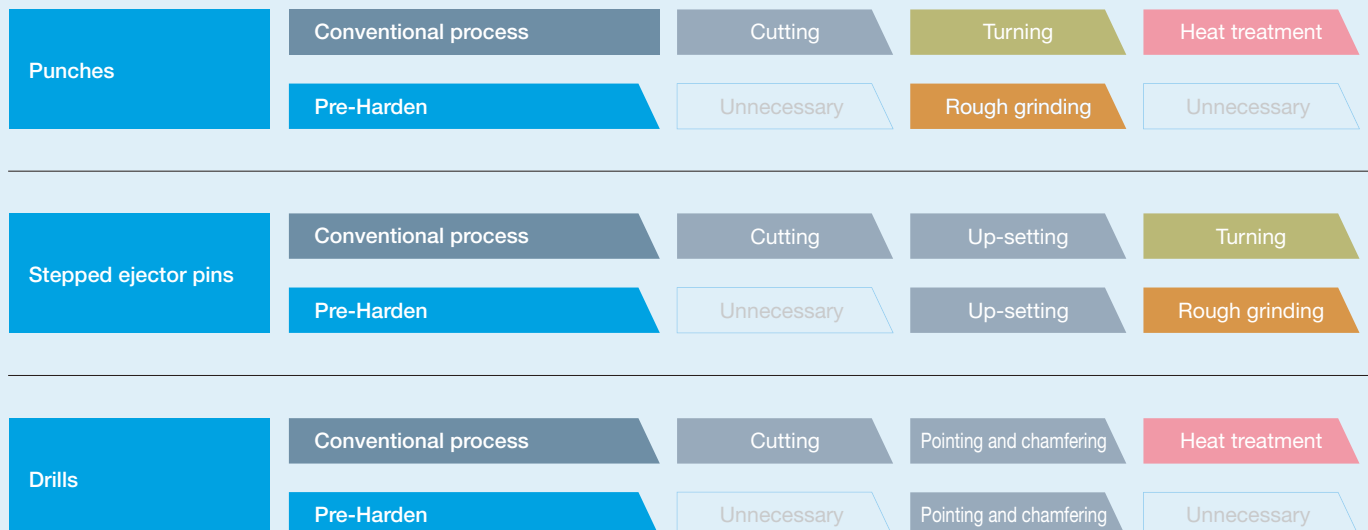 Punches
Conventional process Cutting Turning Heat treatment
Pre-Harden Unnecessary Rough grinding Unnecessary
Stepped ejector pins
Conventional process Cutting Up-setting Turning
Pre-Harden Unnecessary Up-setting Rough grinding
Drills
Conventional process Cutting Pointing and chamfering Heat treatment
Pre-Harden Unnecessary Pointing and chamfering Unnecessary